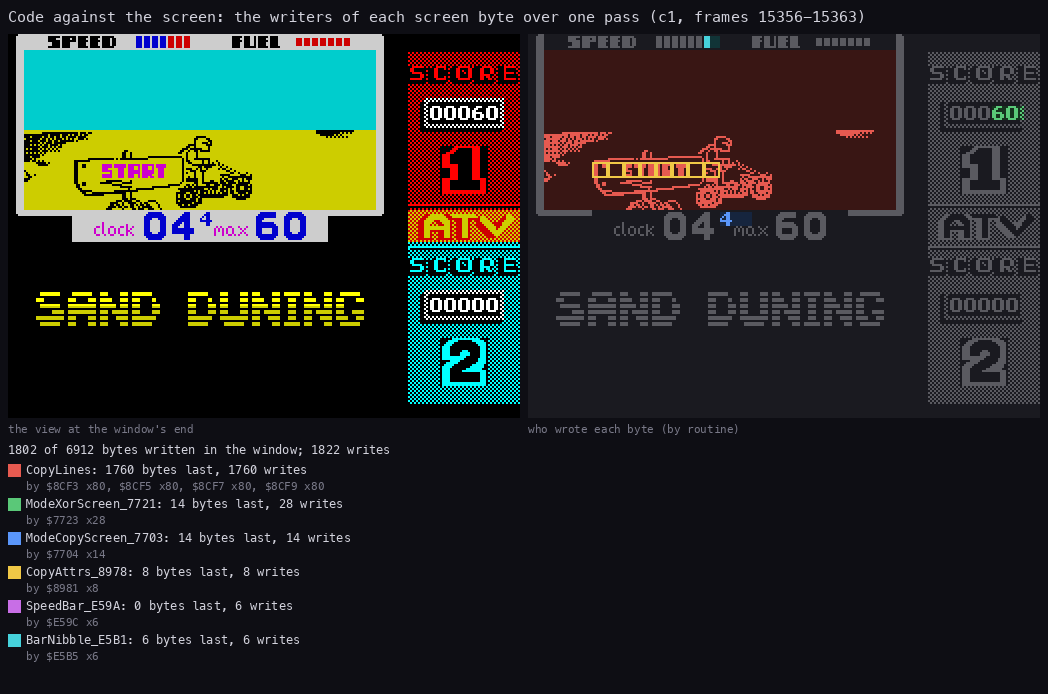 Code against the screen: the writers of each screen byte over one pass (c1, frames 15356–15363)
SPEED FUEL
SCORE
00060
1
START
ATV
clock 04 4 max 60
SCORE
SAND DUNING
00000
2
SPEED FUEL
SCORE
00060
1
START
ATV
clock 04 4 max 60
SCORE
SAND DUNING
00000
2
the view at the window's end
who wrote each byte (by routine)
1802 of 6912 bytes written in the window; 1822 writes
CopyLines: 1760 bytes last, 1760 writes
by $8CF3 x80, $8CF5 x80, $8CF7 x80, $8CF9 x80
ModeXorScreen_7721: 14 bytes last, 28 writes
by $7723 x28
ModeCopyScreen_7703: 14 bytes last, 14 writes
by $7704 x14
CopyAttrs_8978: 8 bytes last, 8 writes
by $8981 x8
SpeedBar_E59A: 0 bytes last, 6 writes
by $E59C x6
BarNibble_E5B1: 6 bytes last, 6 writes
by $E5B5 x6